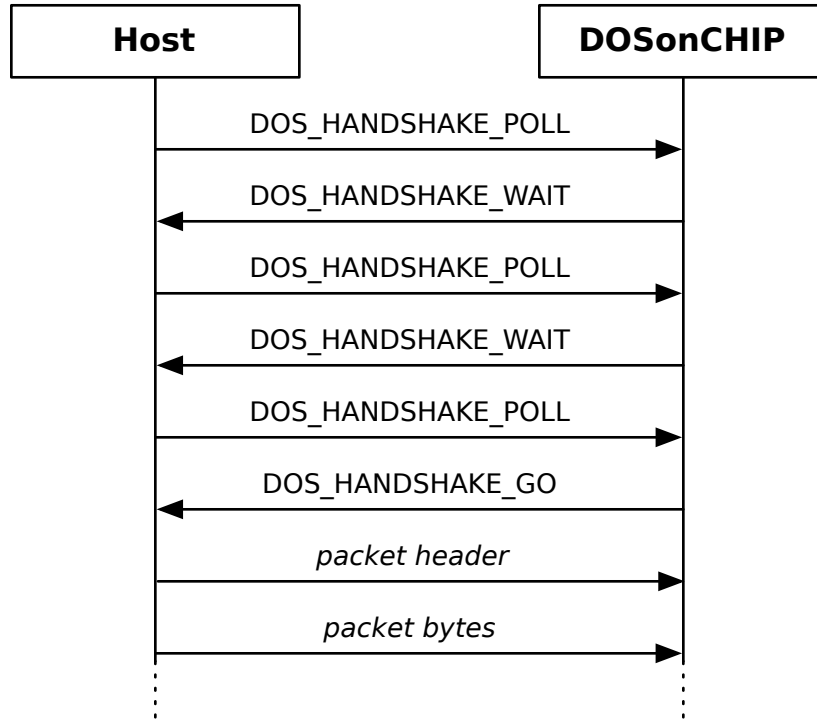 Host
DOSonCHIP
DOS_HANDSHAKE_POLL
DOS_HANDSHAKE_WAIT
DOS_HANDSHAKE_POLL
DOS_HANDSHAKE_WAIT
DOS_HANDSHAKE_POLL
DOS_HANDSHAKE_GO
packet header
packet bytes